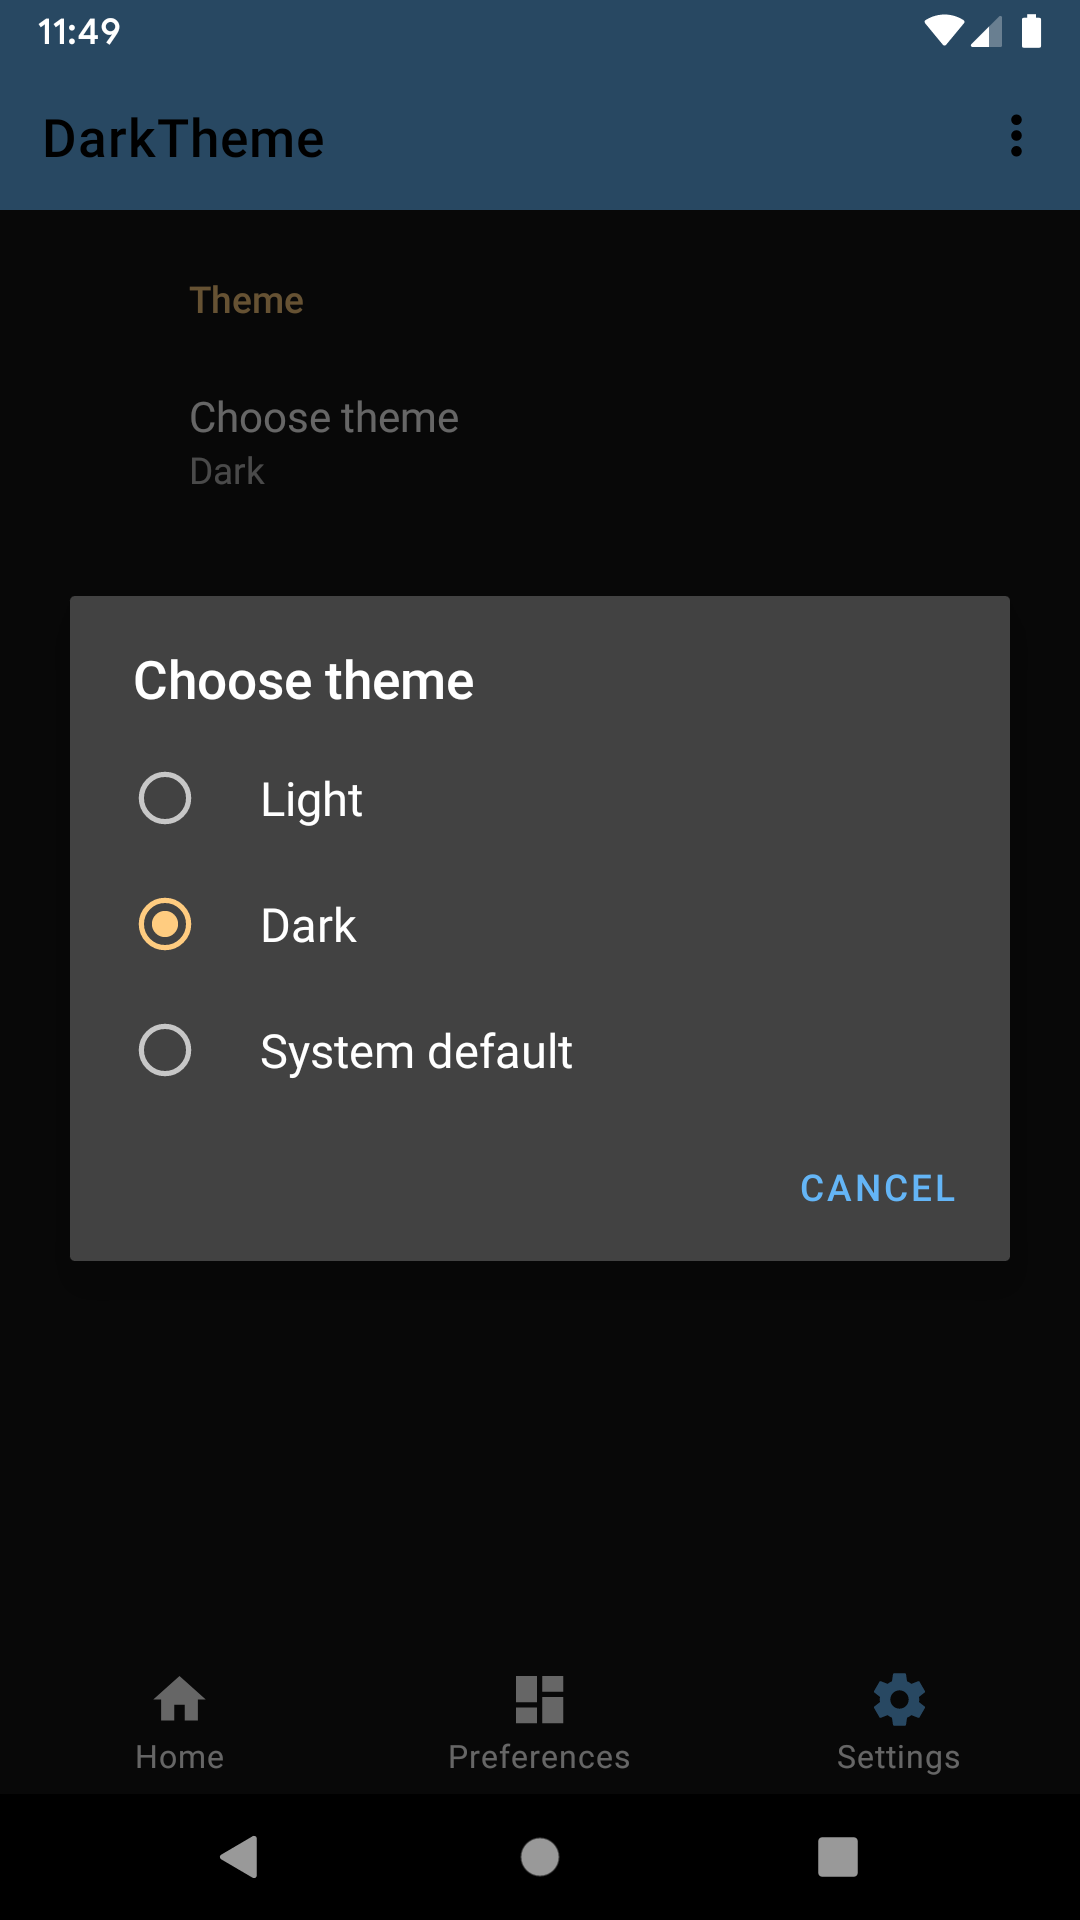 11:49
DarkTheme
Theme
Choose theme
Dark
Choose theme
Light
Dark
System default
CANCEL
Home
Preferences
Settings